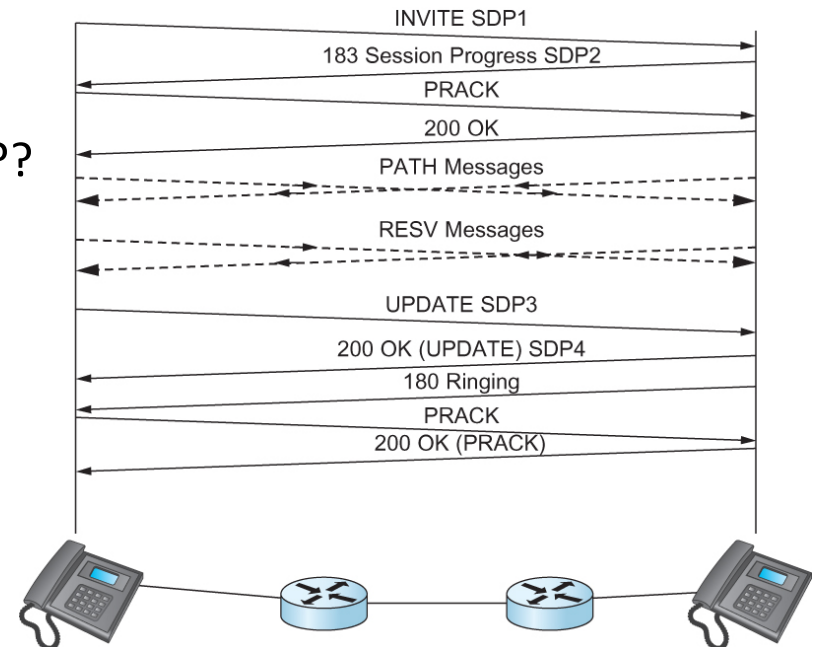 INVITE SDP1
183 Session Progress SDP2
PRACK
200 OK
P?
PATH Messages
RESV Messages
UPDATE SDP3
200 OK (UPDATE) SDP4
180 Ringing
PRACK
200 OK (PRACK)